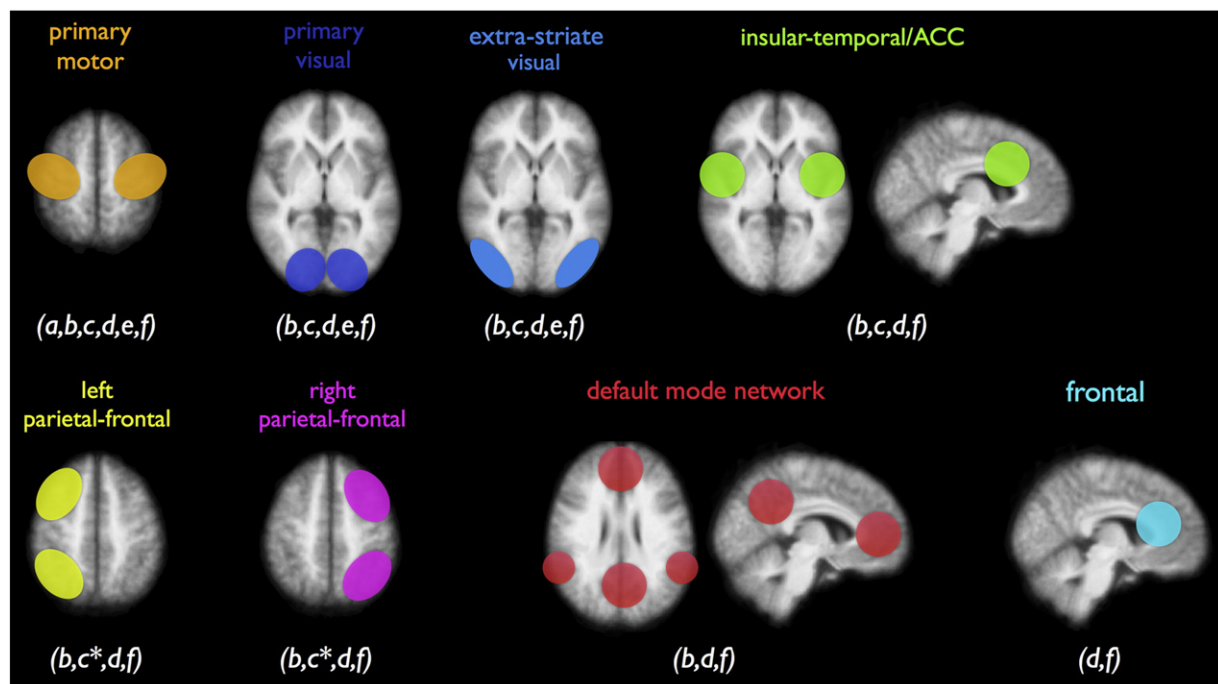 primary
motor
primary
visual
extra-striate
visual
insular-temporal/ACC
(a,b,c,d,e,f)
(b,c,d,e,f)
(b,c,d,e,f)
(b,c,d,f)
left
parietal-frontal
right
parietal-frontal
default mode network
frontal
(b,c*,d,f)
(b,c*,d,f)
(b,d,f)
(d,f)